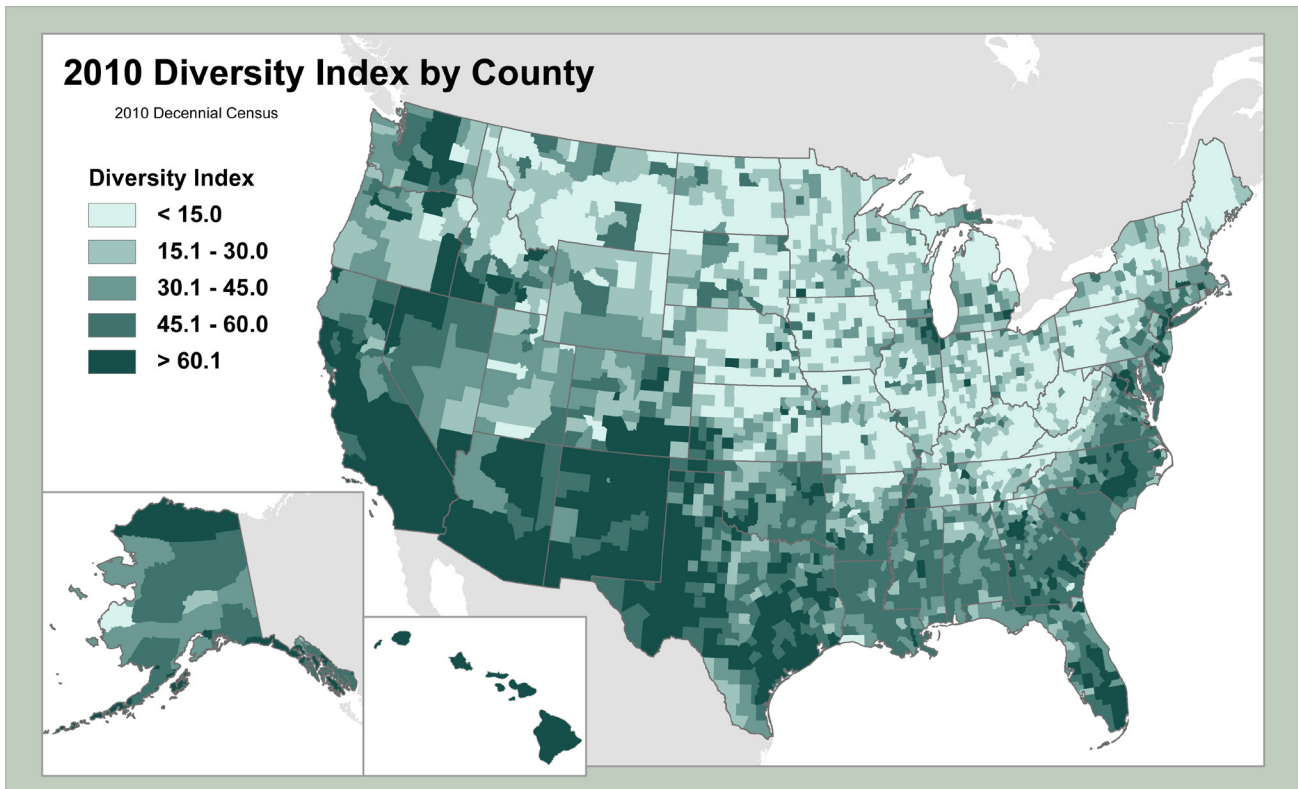 2010 Diversity Index by County
2010 Decennial Census
Diversity Index
< 15.0
15.1 - 30.0
30.1 - 45.0
45.1 - 60.0
> 60.1